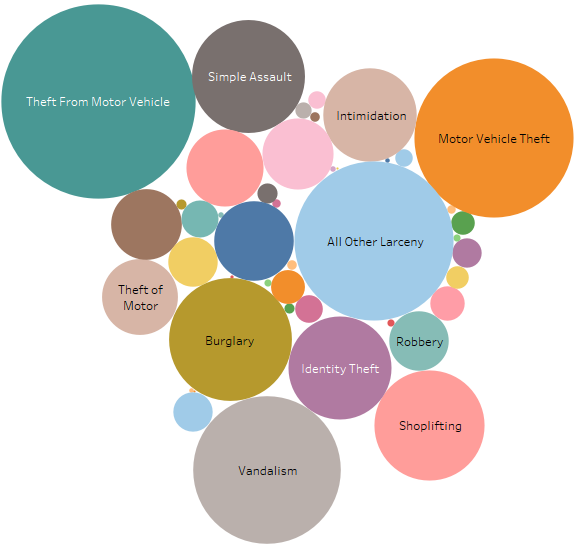 Simple Assault
Theft From Motor Vehicle
Intimidation
Motor Vehicle Theft
All Other Larceny
Theft of
Motor
Burglary
Robbery
Identity Theft
Shoplifting
Vandalism